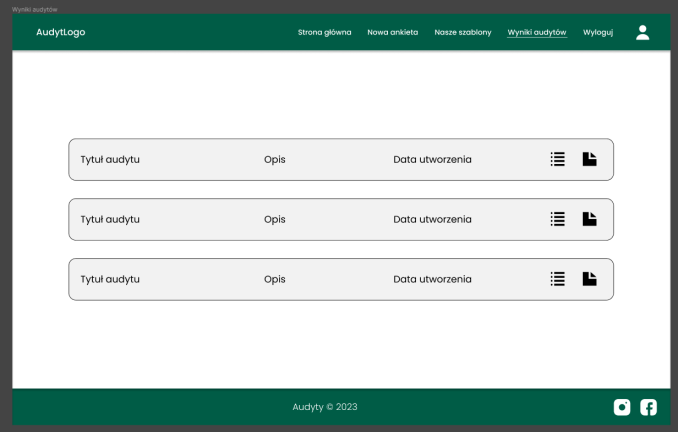 Wyniki audytów
AudytLogo Strona główna Nowa ankieta Nasze szablony Wyniki audytów Wyloguj
Tytuł audytu Opis Data utworzenia
Tytuł audytu Opis Data utworzenia
Tytuł audytu Opis Data utworzenia
Audyty © 2023